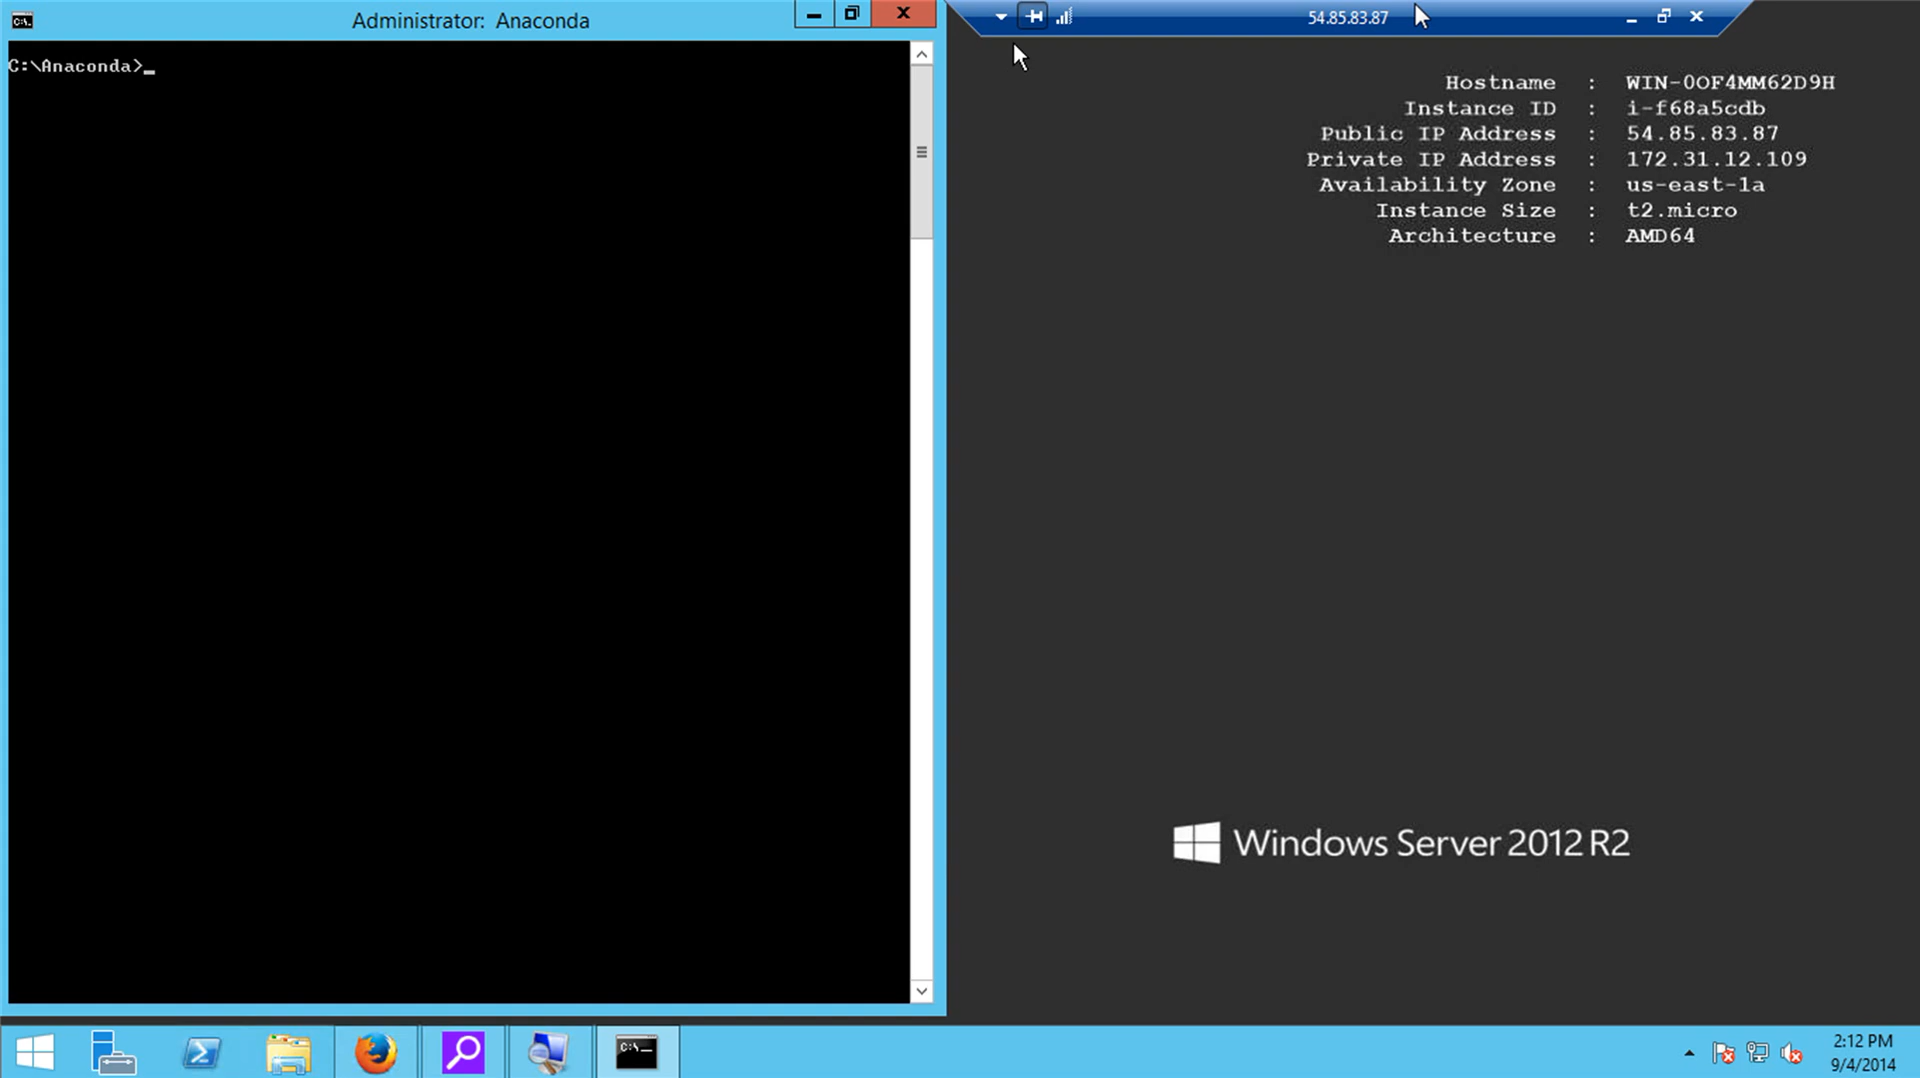 Administrator: Anaconda
C:\Anaconda>_
54.85.83.87
Hostname : WIN-0OF4MM62D9H
Instance ID : i-f68a5cdb
Public IP Address : 54.85.83.87
Private IP Address : 172.31.12.109
Availability Zone : us-east-1a
Instance Size : t2.micro
Architecture : AMD64
Windows Server 2012 R2
2:12 PM
9/4/2014